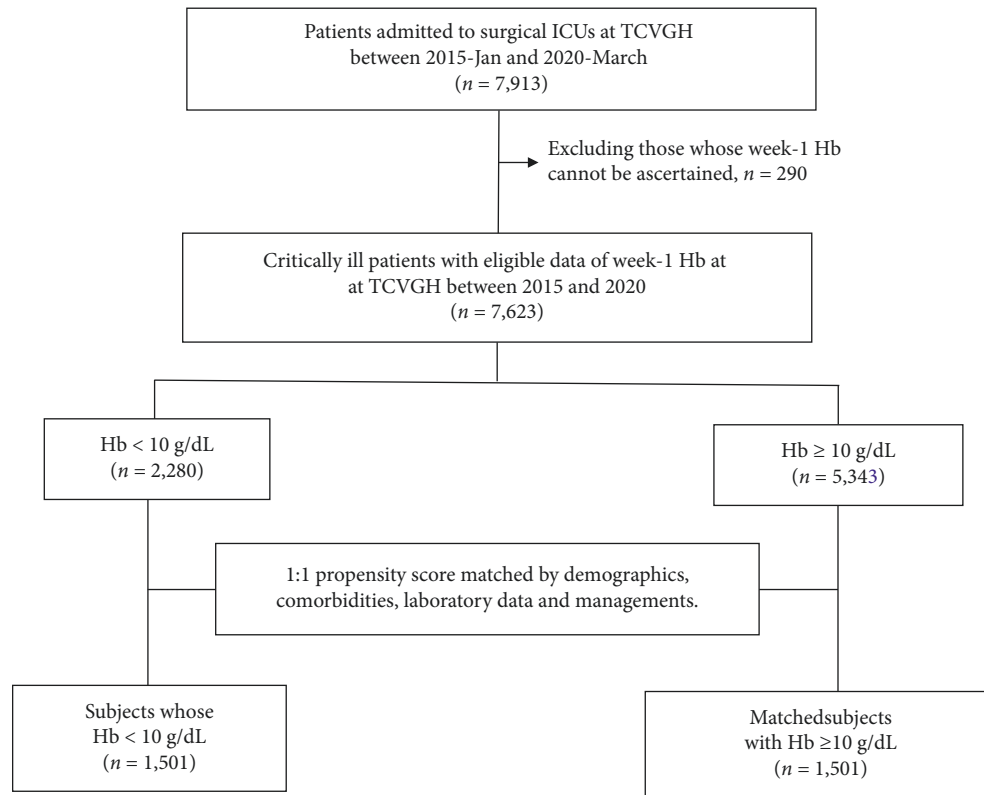 Patients admitted to surgical ICUs at TCVGH
between 2015-Jan and 2020-March
(n = 7,913)
Excluding those whose week-1 Hb
cannot be ascertained, n = 290
Critically ill patients with eligible data of week-1 Hb at
at TCVGH between 2015 and 2020
(n = 7,623)
Hb < 10 g/dL
(n = 2,280)
Hb ≥ 10 g/dL
(n = 5,343)
1:1 propensity score matched by demographics,
comorbidities, laboratory data and managements.
Subjects whose
Hb < 10 g/dL
(n = 1,501)
Matchedsubjects
with Hb ≥10 g/dL
(n = 1,501)